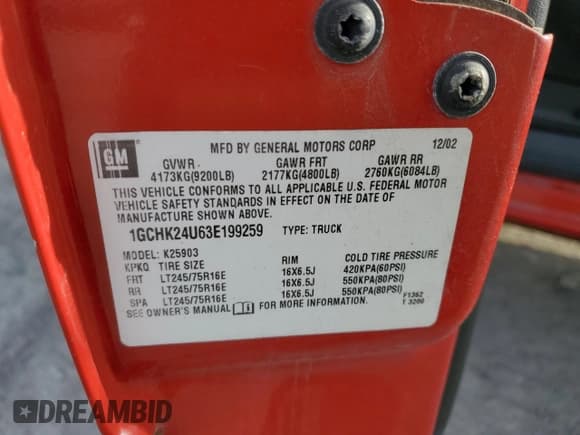 GM
MFD BY GENERAL MOTORS CORP 12/02
GVWR GAWR FRT GAWR RR
4173KG(9200LB) 2177KG(4800LB) 2760KG(6084LB)
THIS VEHICLE CONFORMS TO ALL APPLICABLE U.S. FEDERAL MOTOR
VEHICLE SAFETY STANDARDS IN EFFECT ON THE DATE OF
MANUFACTURE SHOWN ABOVE.
1GCHK24U63E199259 TYPE: TRUCK
MODEL: K25903
KPKQ TIRE SIZE RIM COLD TIRE PRESSURE
FRT LT245/75R16E 16X6.5J 420KPA(60PSI)
RR LT245/75R16E 16X6.5J 550KPA(80PSI)
SPA LT245/75R16E 16X6.5J 550KPA(80PSI)
SEE OWNER'S MANUAL FOR MORE INFORMATION. F1362
T 3200
DREAMBID